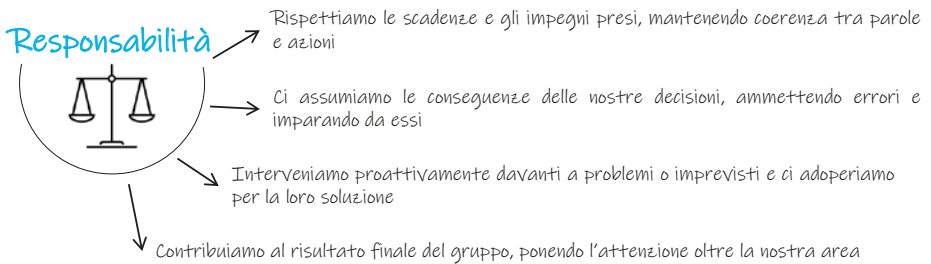 Responsabilità
Rispettiamo le scadenze e gli impegni presi, mantenendo coerenza tra parole
e azioni
Ci assumiamo le conseguenze delle nostre decisioni, ammettendo errori e
imparando da essi
Interveniamo proattivamente davanti a problemi o imprevisti e ci adoperiamo
per la loro soluzione
Contribuiamo al risultato finale del gruppo, ponendo l'attenzione oltre la nostra area